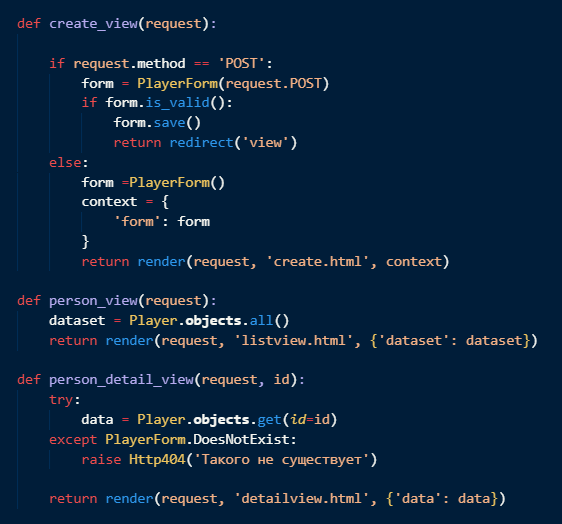 def create_view(request):
    if request.method == 'POST':
        form = PlayerForm(request.POST)
        if form.is_valid():
            form.save()
            return redirect('view')
    else:
        form =PlayerForm()
        context = {
            'form': form
        }
        return render(request, 'create.html', context)
def person_view(request):
    dataset = Player.objects.all()
    return render(request, 'listview.html', {'dataset': dataset})
def person_detail_view(request, id):
    try:
        data = Player.objects.get(id=id)
    except PlayerForm.DoesNotExist:
        raise Http404('Такого не существует')
    return render(request, 'detailview.html', {'data': data})